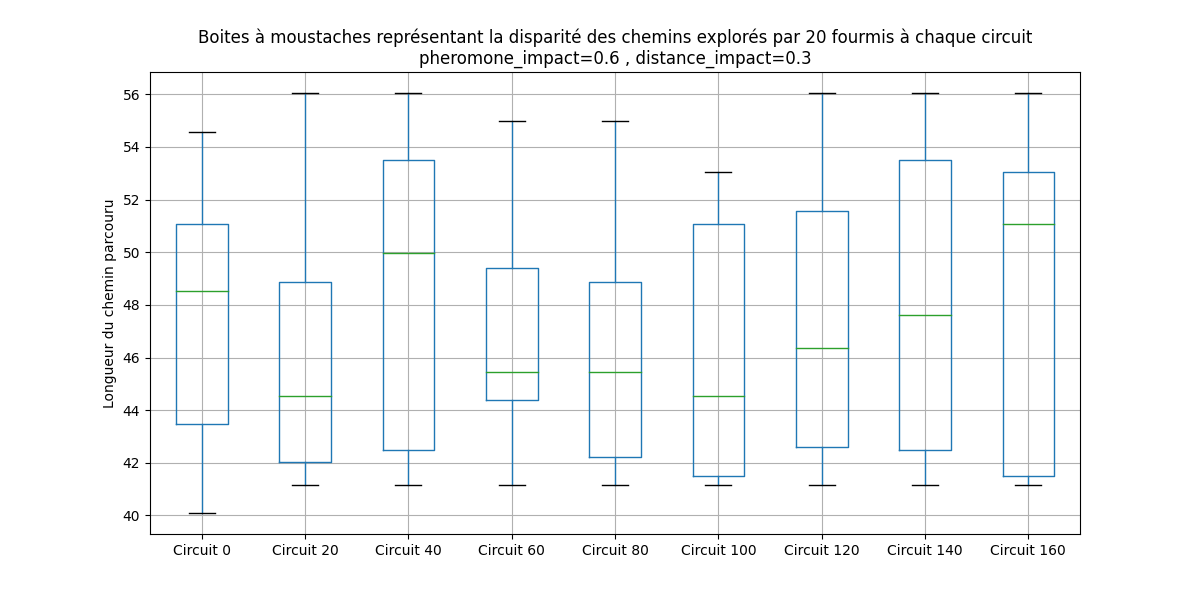 Boites à moustaches représentant la disparité des chemins explorés par 20 fourmis à chaque circuit
pheromone_impact=0.6 , distance_impact=0.3
Longueur du chemin parcouru
56
54
52
50
48
46
44
42
40
Circuit 0 Circuit 20 Circuit 40 Circuit 60 Circuit 80 Circuit 100 Circuit 120 Circuit 140 Circuit 160